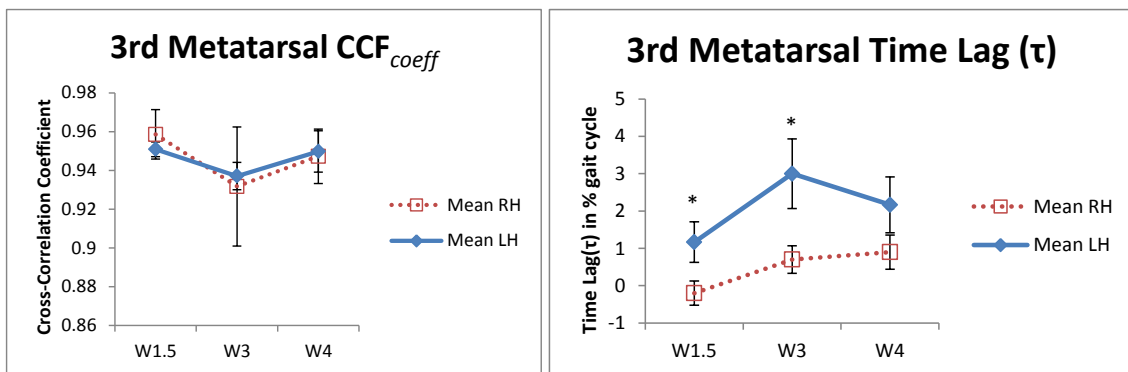 3rd Metatarsal CCFcoeff
Cross-Correlation Coefficient
0.98
0.96
0.94
0.92
0.9
0.88
0.86
W1.5 W3 W4
Mean RH
Mean LH
3rd Metatarsal Time Lag (τ)
Time Lag(τ) in % gait cycle
5
4
3
2
1
0
-1
* *
W1.5 W3 W4
Mean RH
Mean LH